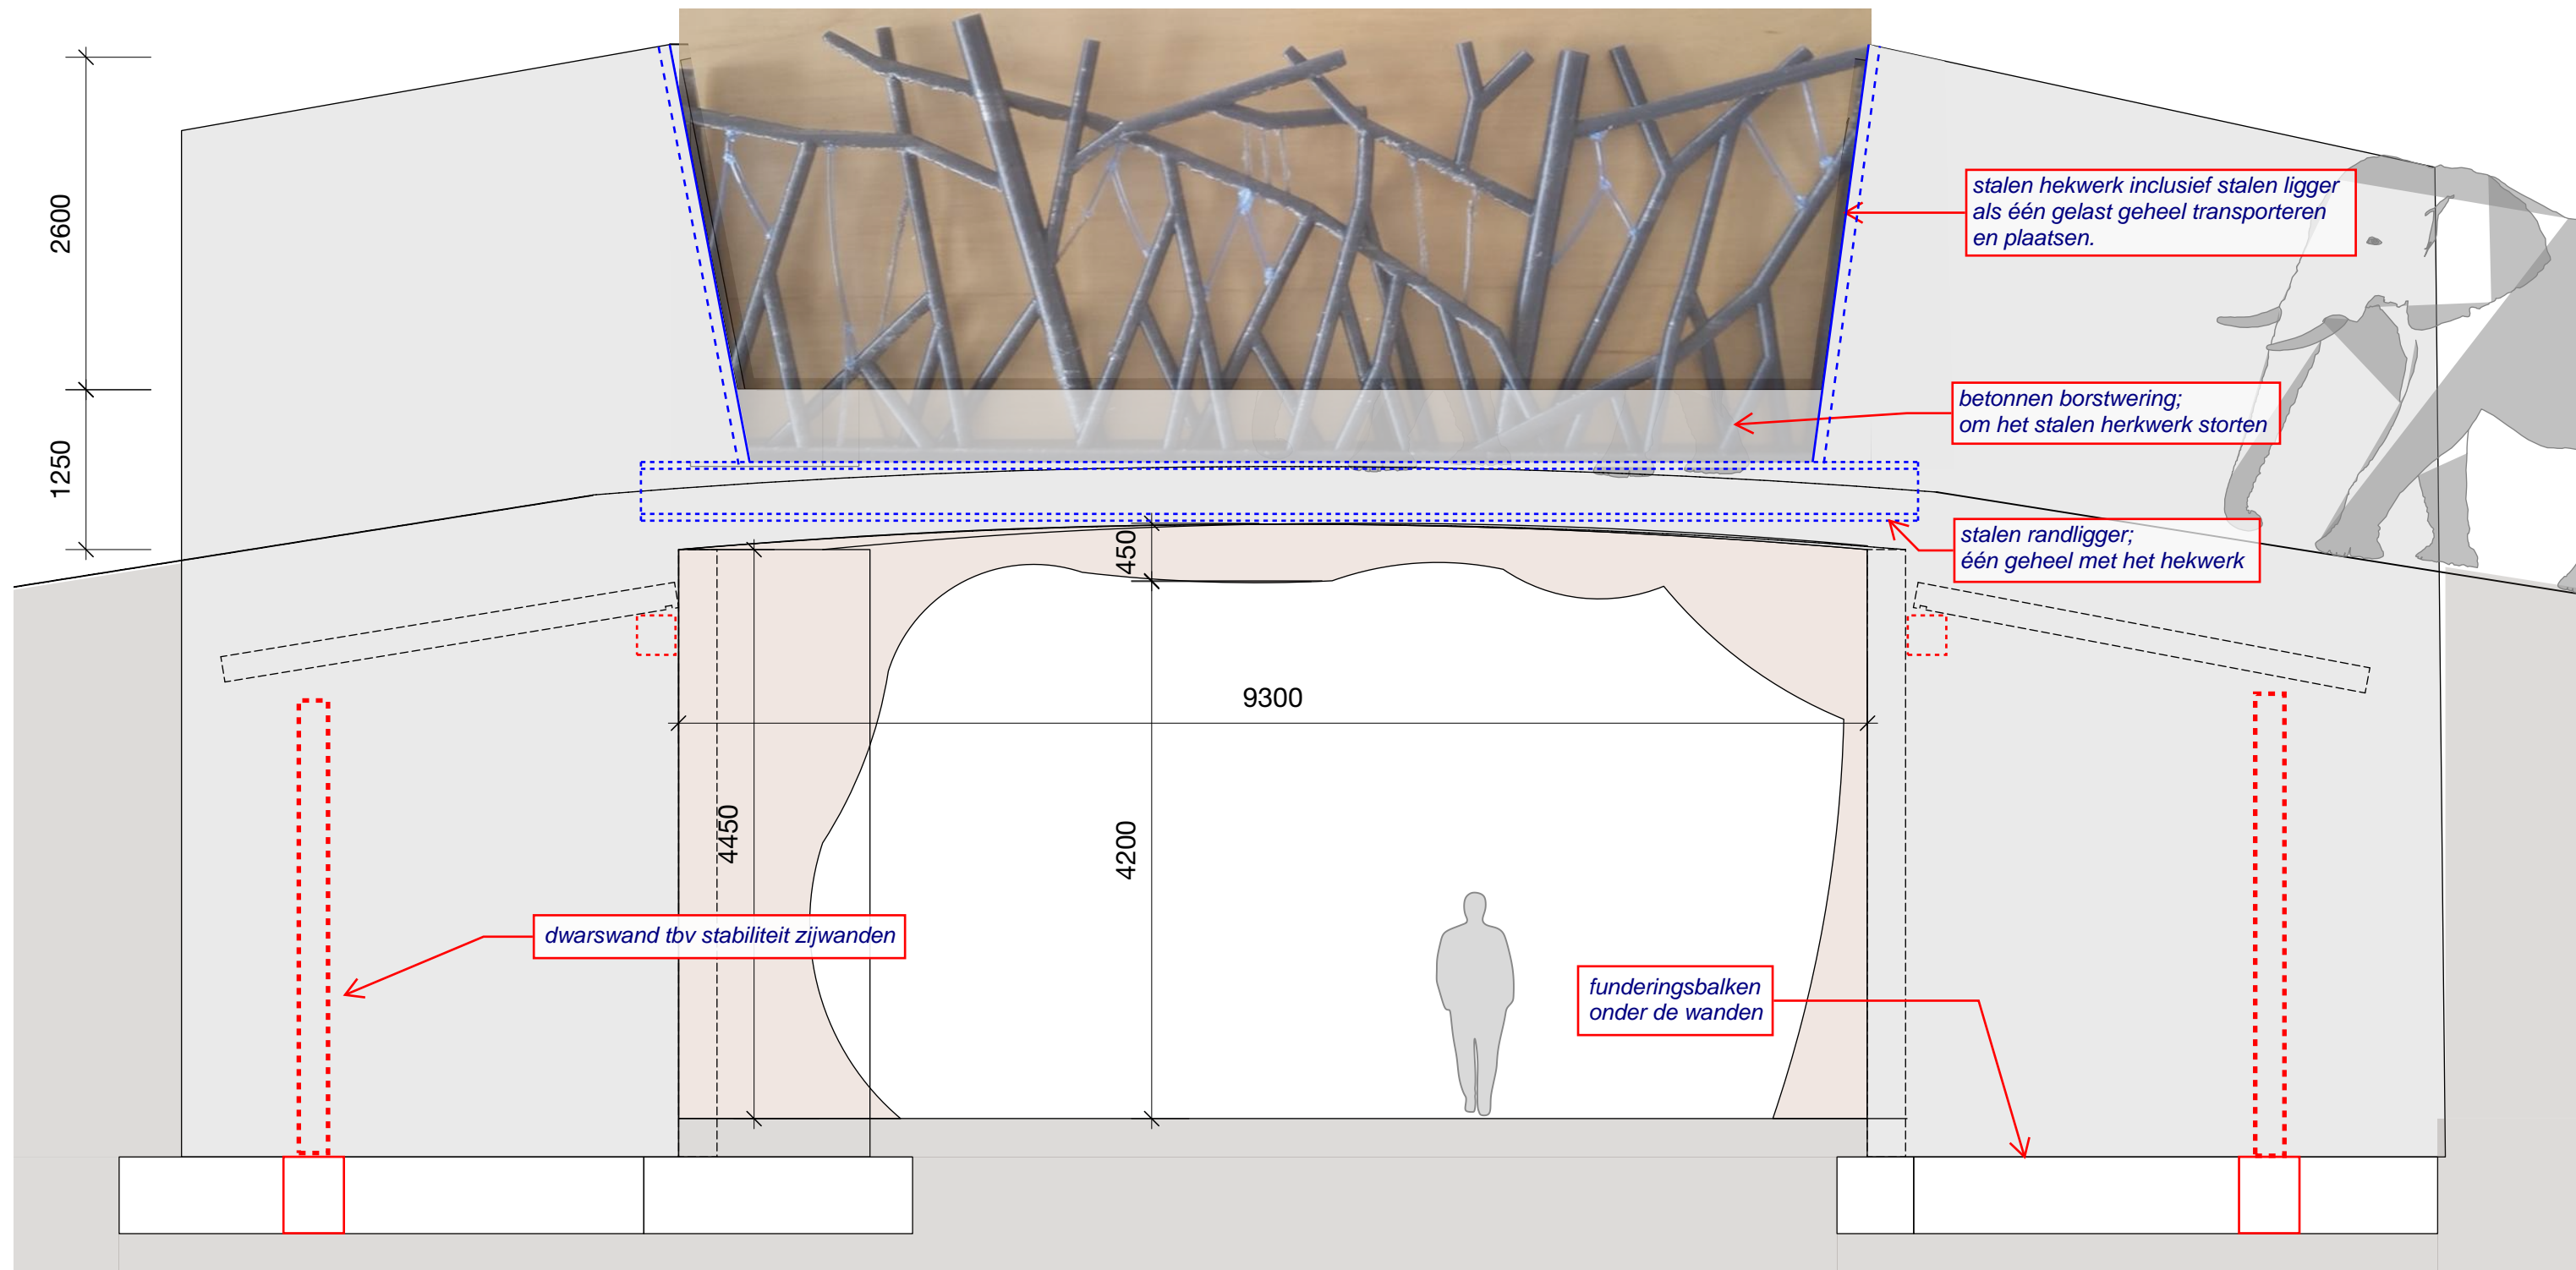 2600
1250
stalen hekwerk inclusief stalen ligger
als één gelast geheel transporteren
en plaatsen.
betonnen borstwering;
om het stalen herkwerk storten
stalen randligger;
één geheel met het hekwerk
450
9300
4450
4200
dwarswand tbv stabiliteit zijwanden
funderingsbalken
onder de wanden